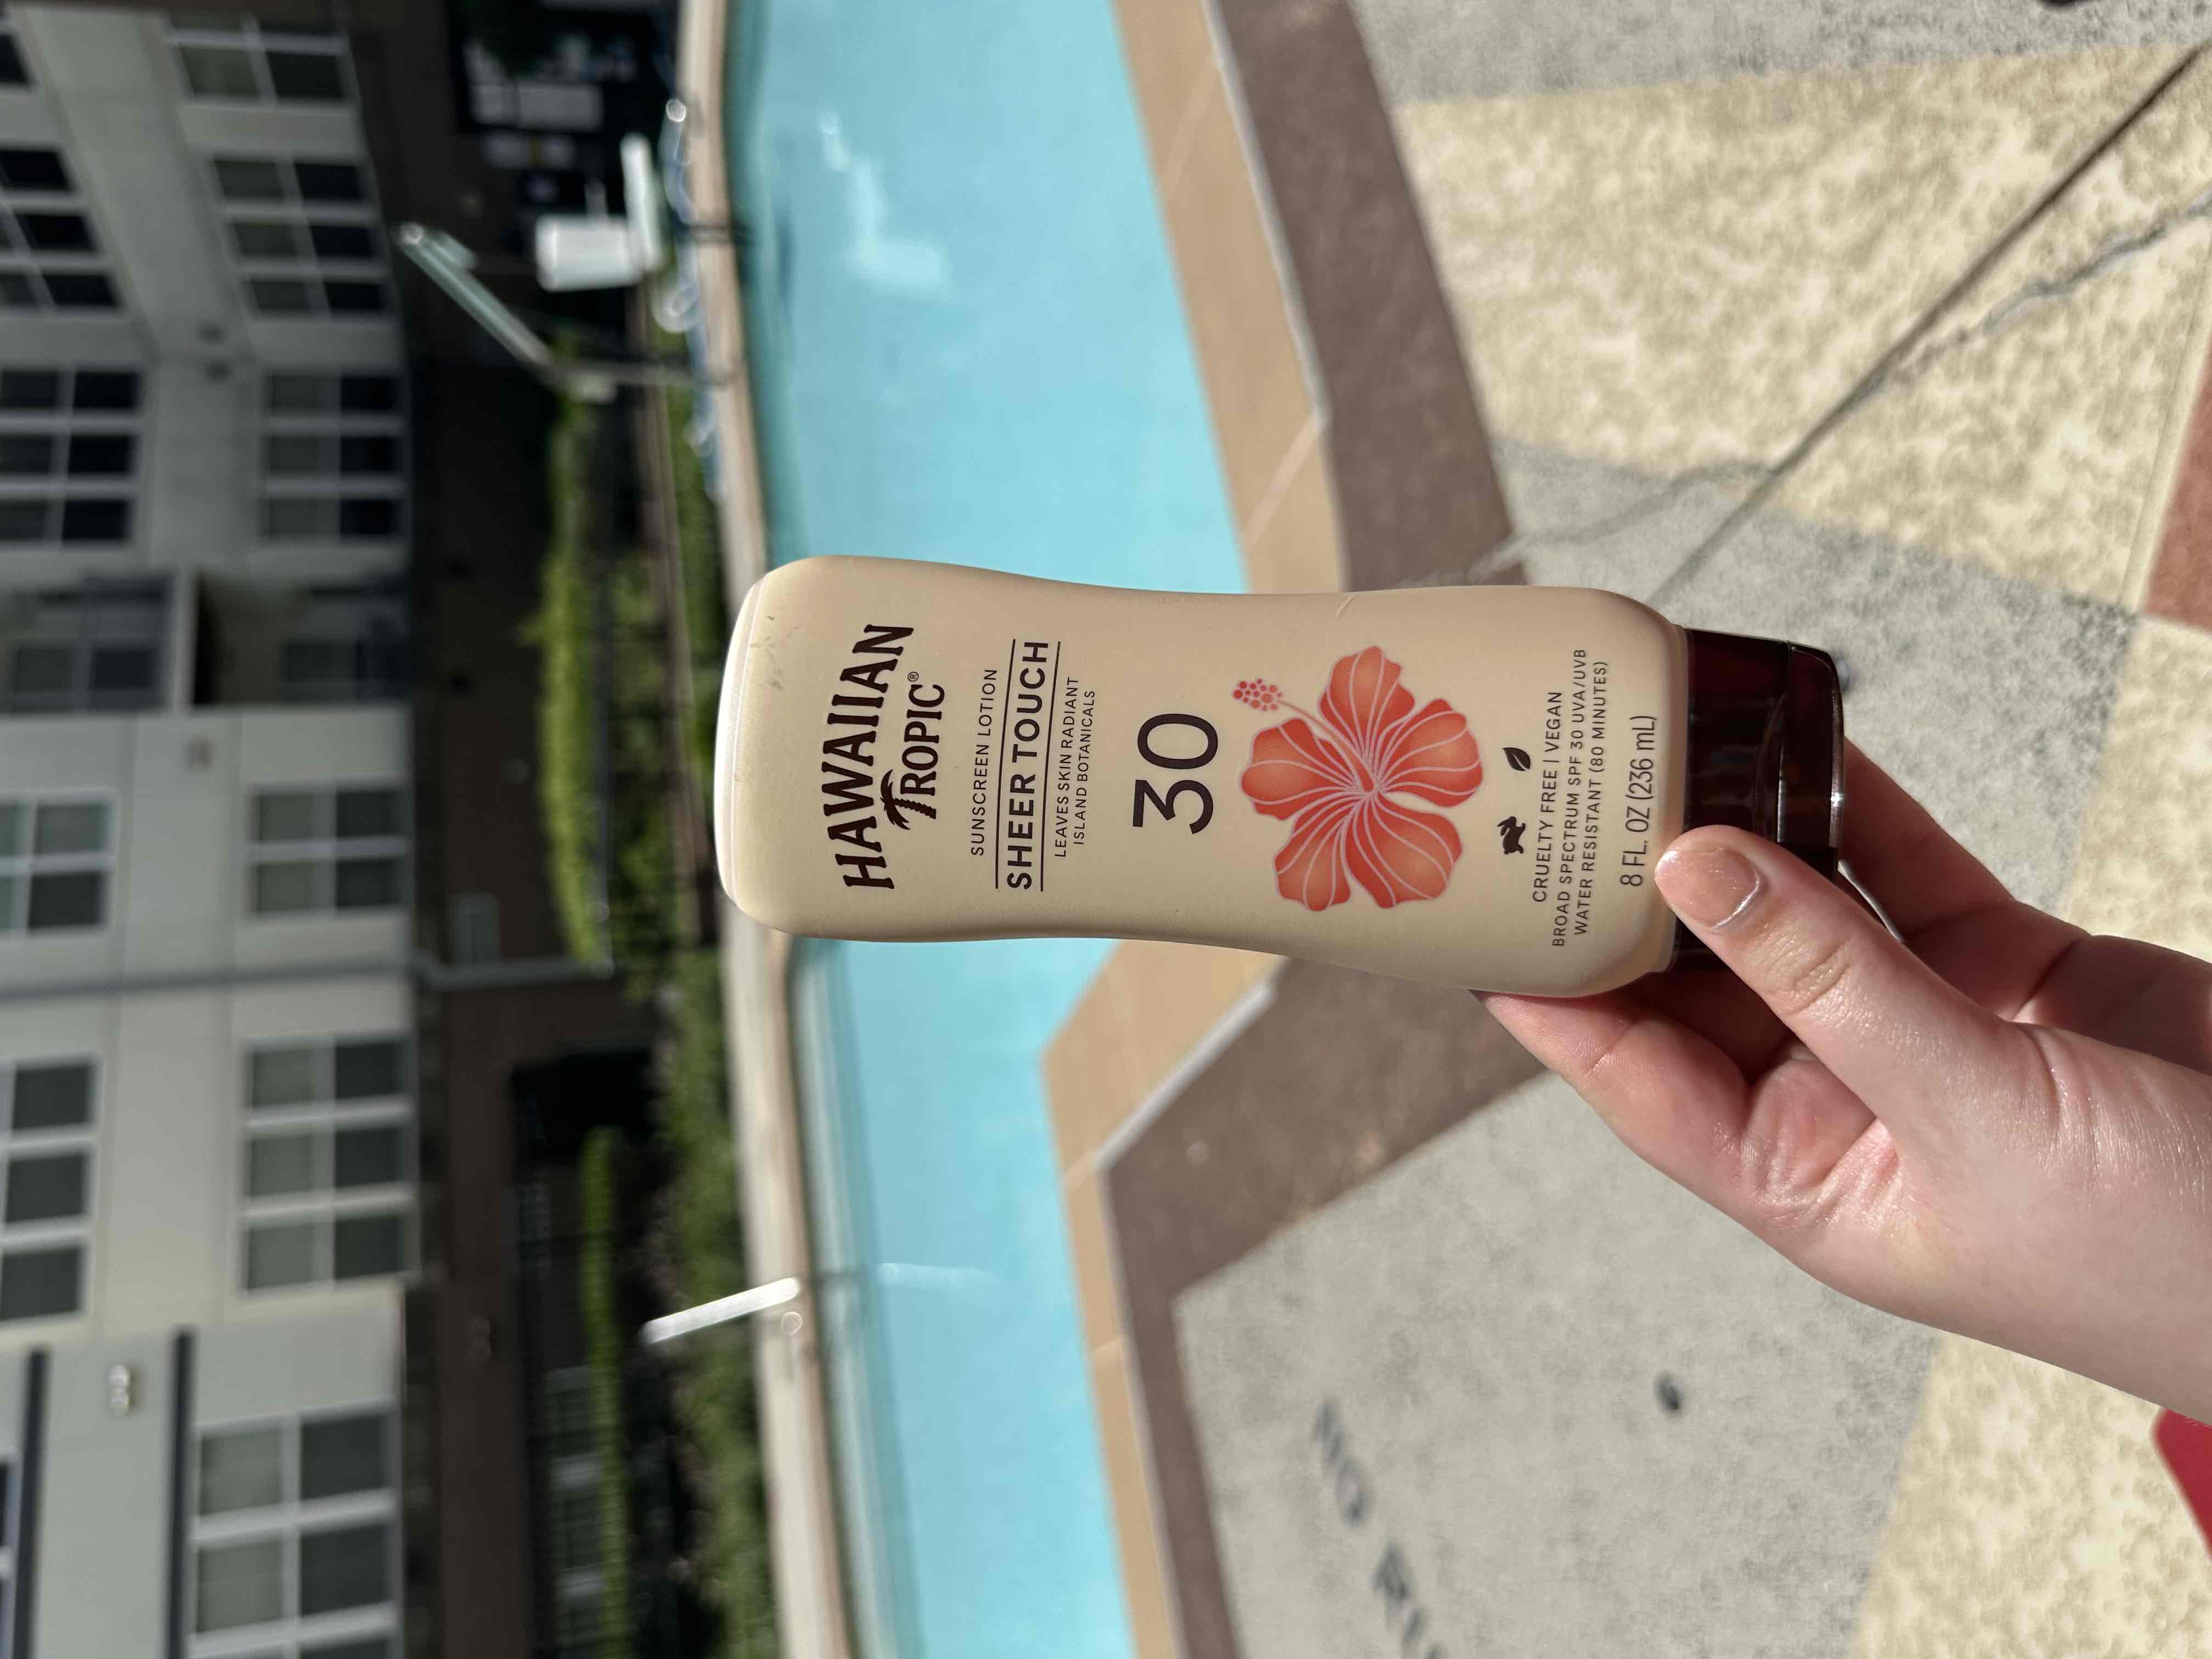 HAWAIIAN
TROPIC®
SUNSCREEN LOTION
SHEER TOUCH
LEAVES SKIN RADIANT
ISLAND BOTANICALS
30
CRUELTY FREE | VEGAN
BROAD SPECTRUM SPF 30 UVA/UVB
WATER RESISTANT (80 MINUTES)
8 FL. OZ (236 mL)
NO